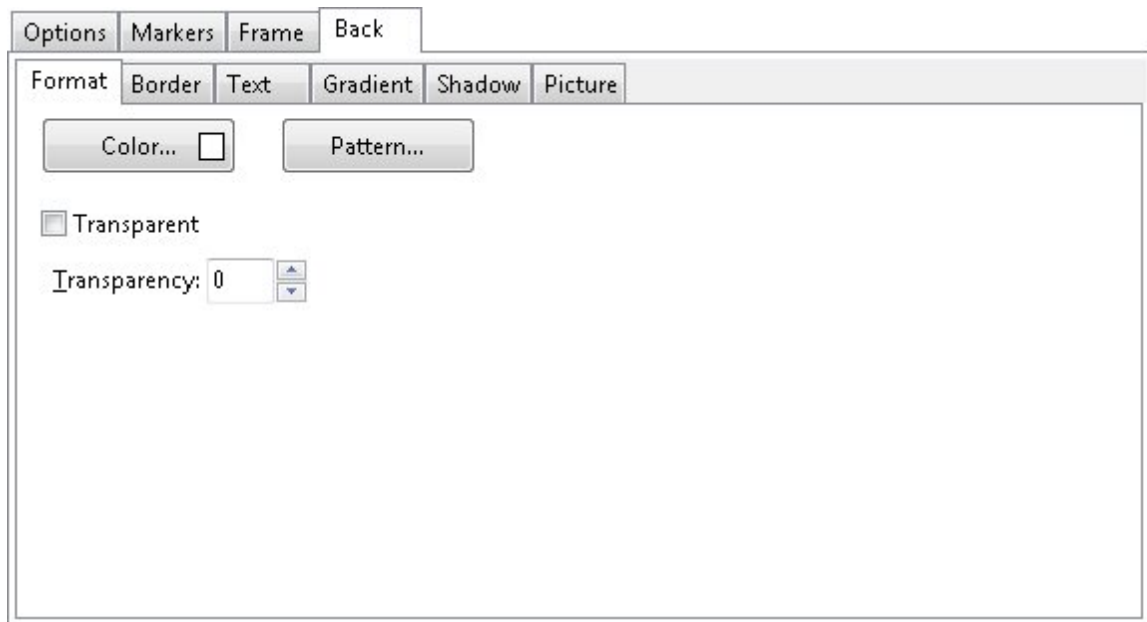 Options Markers Frame Back
Format Border Text Gradient Shadow Picture
Color... Pattern...
Transparent
Transparency: 0